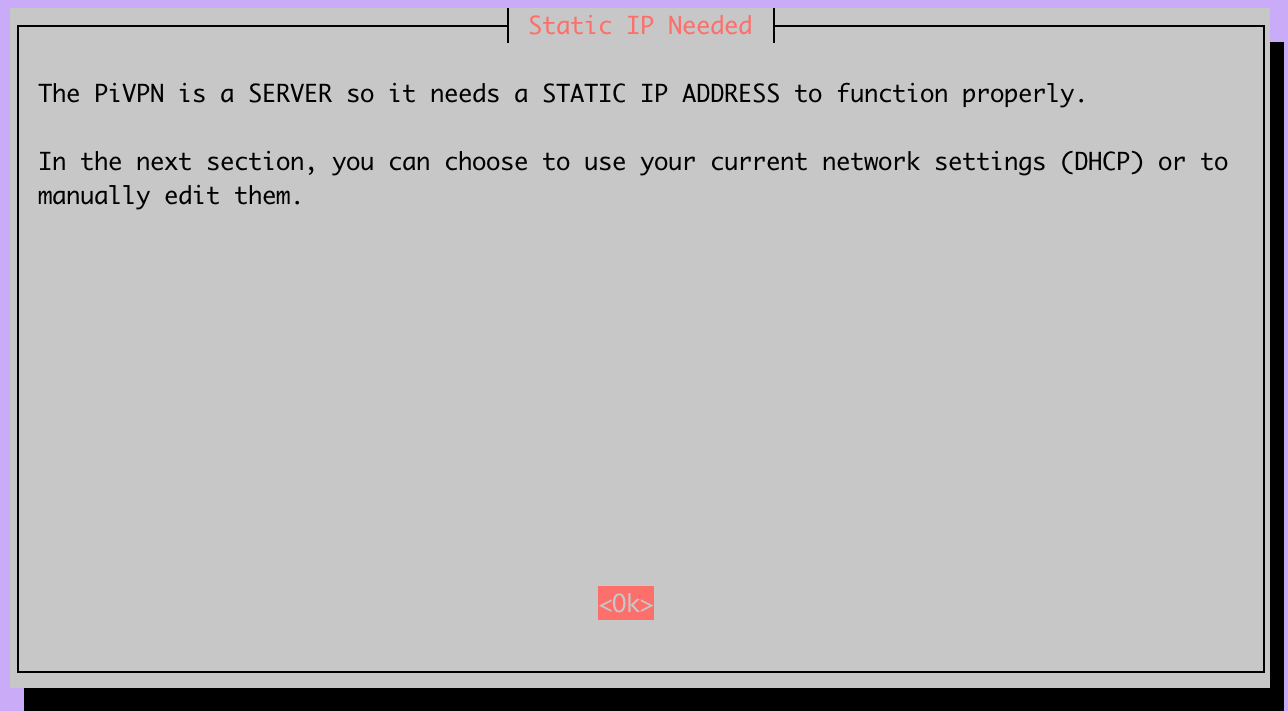 Static IP Needed
The PiVPN is a SERVER so it needs a STATIC IP ADDRESS to function properly.
In the next section, you can choose to use your current network settings (DHCP) or to
manually edit them.
<Ok>